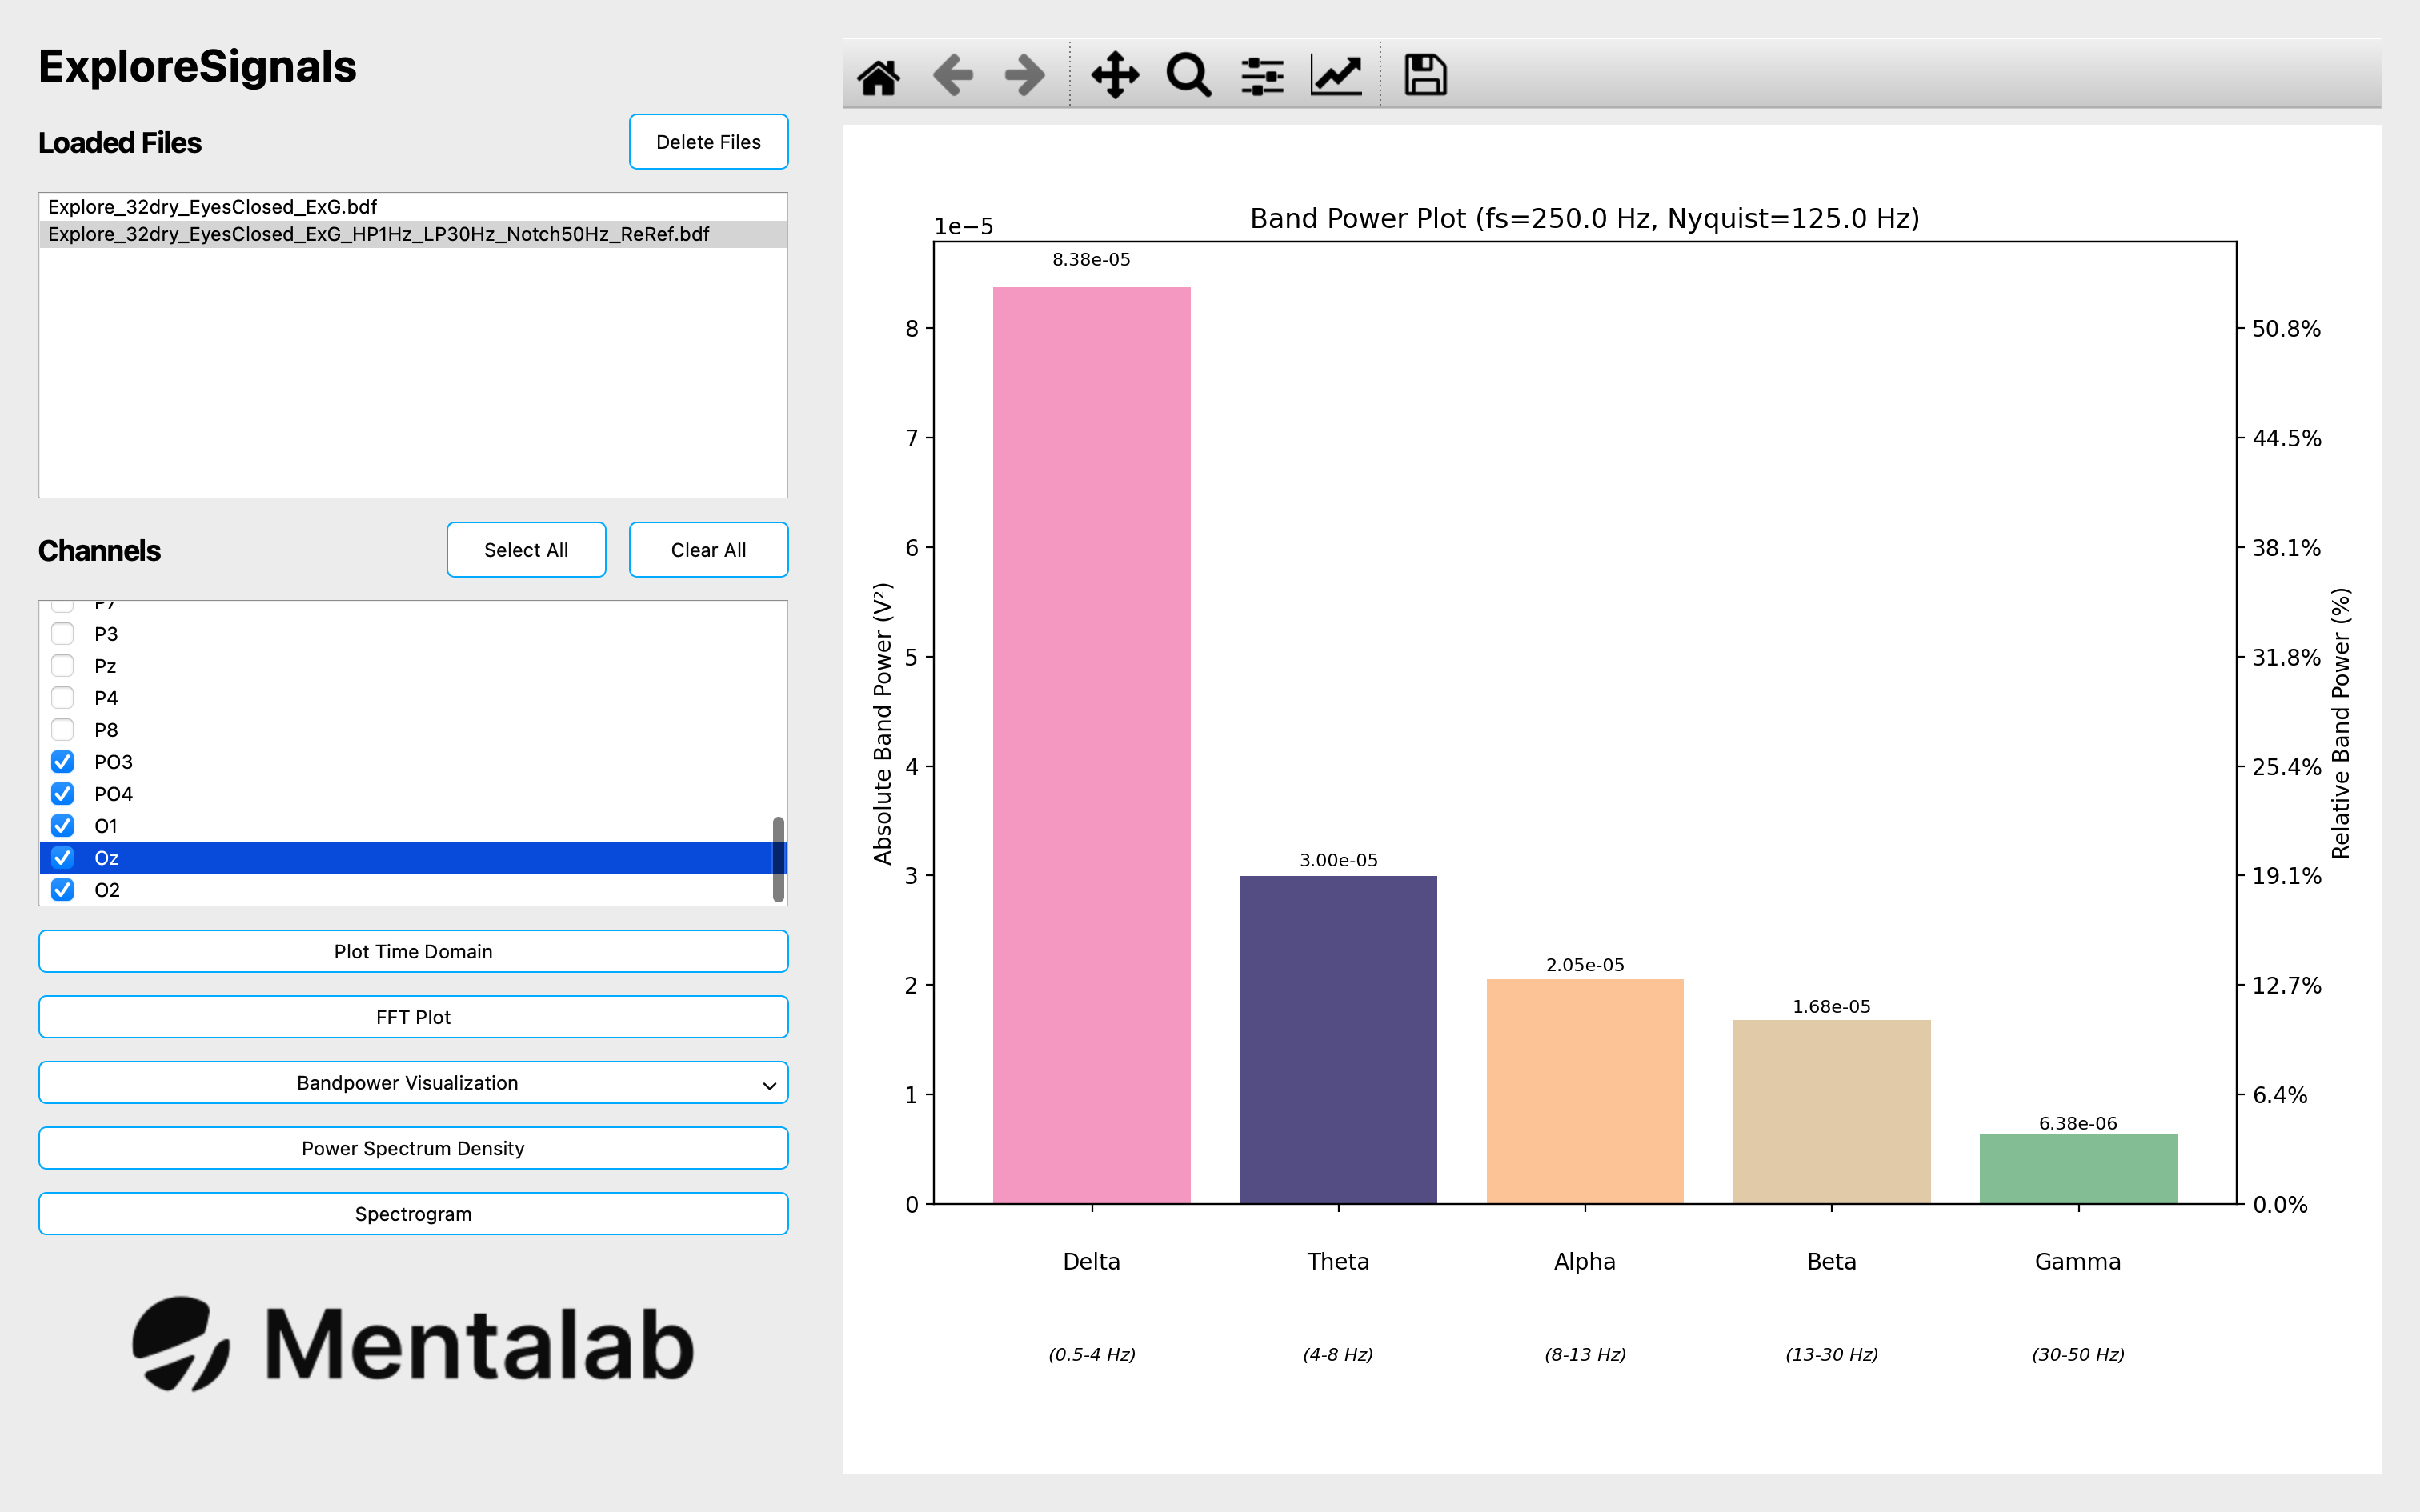 ExploreSignals
Loaded Files
Delete Files
Explore_32dry_EyesClosed_ExG.bdf
Explore_32dry_EyesClosed_ExG_HP1Hz_LP30Hz_Notch50Hz_ReRef.bdf
Channels
Select All
Clear All
P7
P3
Pz
P4
P8
PO3
PO4
O1
Oz
O2
Plot Time Domain
FFT Plot
Bandpower Visualization
Power Spectrum Density
Spectrogram
Mentalab
Band Power Plot (fs=250.0 Hz, Nyquist=125.0 Hz)
1e−5
Absolute Band Power (V²)
8
7
6
5
4
3
2
1
0
8.38e-05
3.00e-05
2.05e-05
1.68e-05
6.38e-06
50.8%
44.5%
38.1%
31.8%
25.4%
19.1%
12.7%
6.4%
0.0%
Relative Band Power (%)
Delta Theta Alpha Beta Gamma
(0.5-4 Hz) (4-8 Hz) (8-13 Hz) (13-30 Hz) (30-50 Hz)